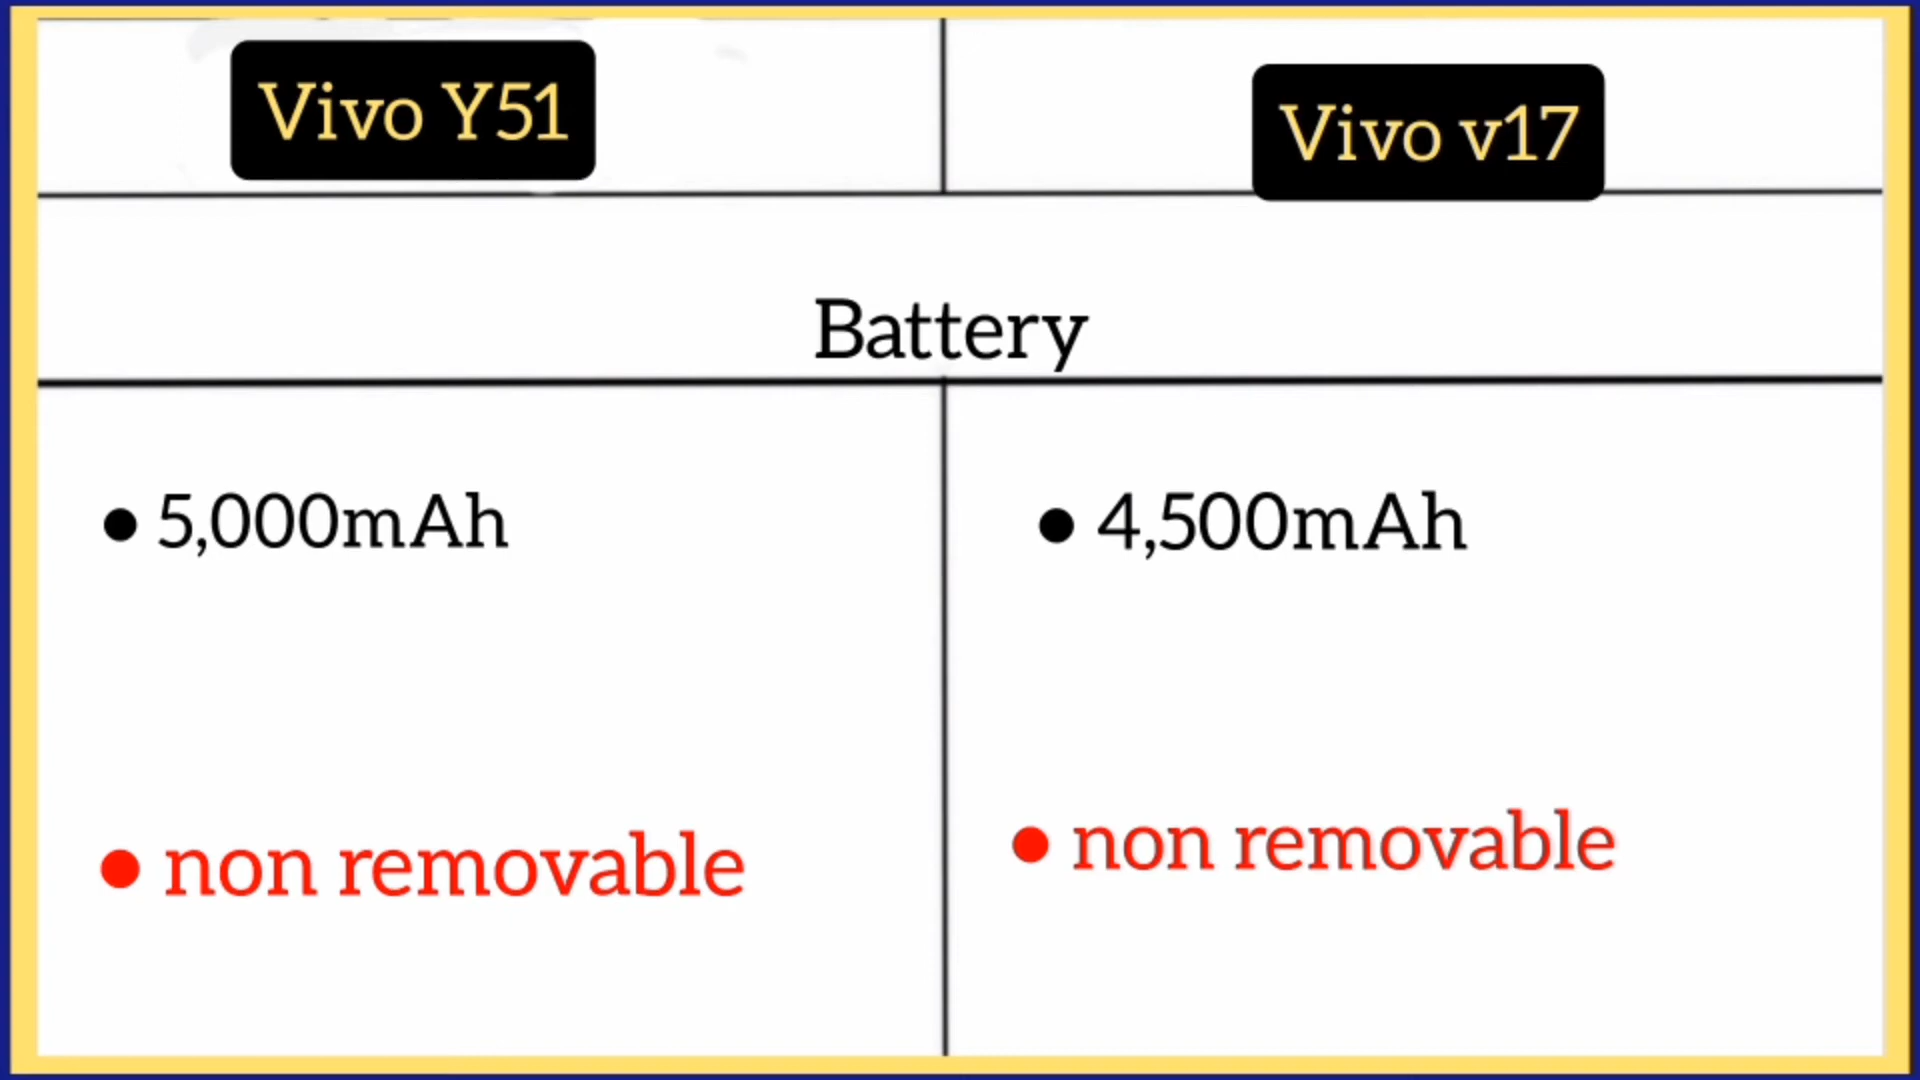 Vivo Y51
Vivo v17
Battery
• 5,000mAh
• 4,500mAh
• non removable
• non removable